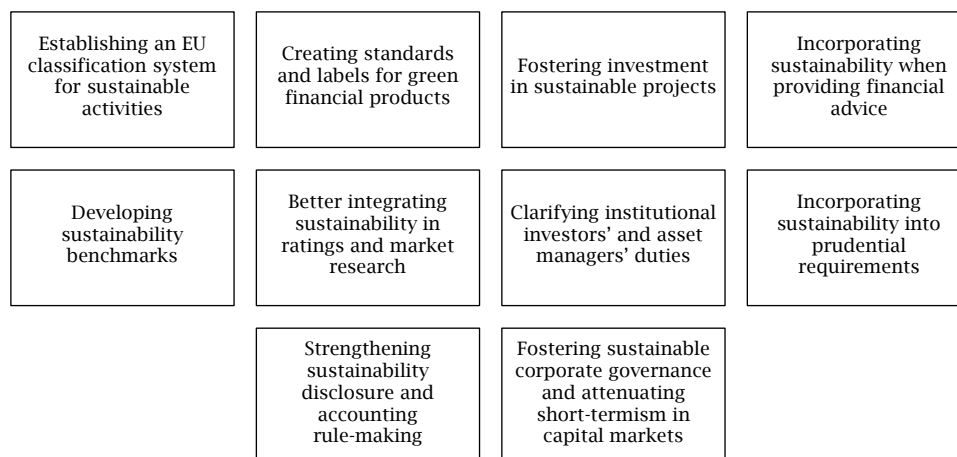 Establishing an EU
classification system
for sustainable
activities
Creating standards
and labels for green
financial products
Fostering investment
in sustainable projects
Incorporating
sustainability when
providing financial
advice
Developing
sustainability
benchmarks
Better integrating
sustainability in
ratings and market
research
Clarifying institutional
investors’ and asset
managers’ duties
Incorporating
sustainability into
prudential
requirements
Strengthening
sustainability
disclosure and
accounting
rule-making
Fostering sustainable
corporate governance
and attenuating
short-termism in
capital markets